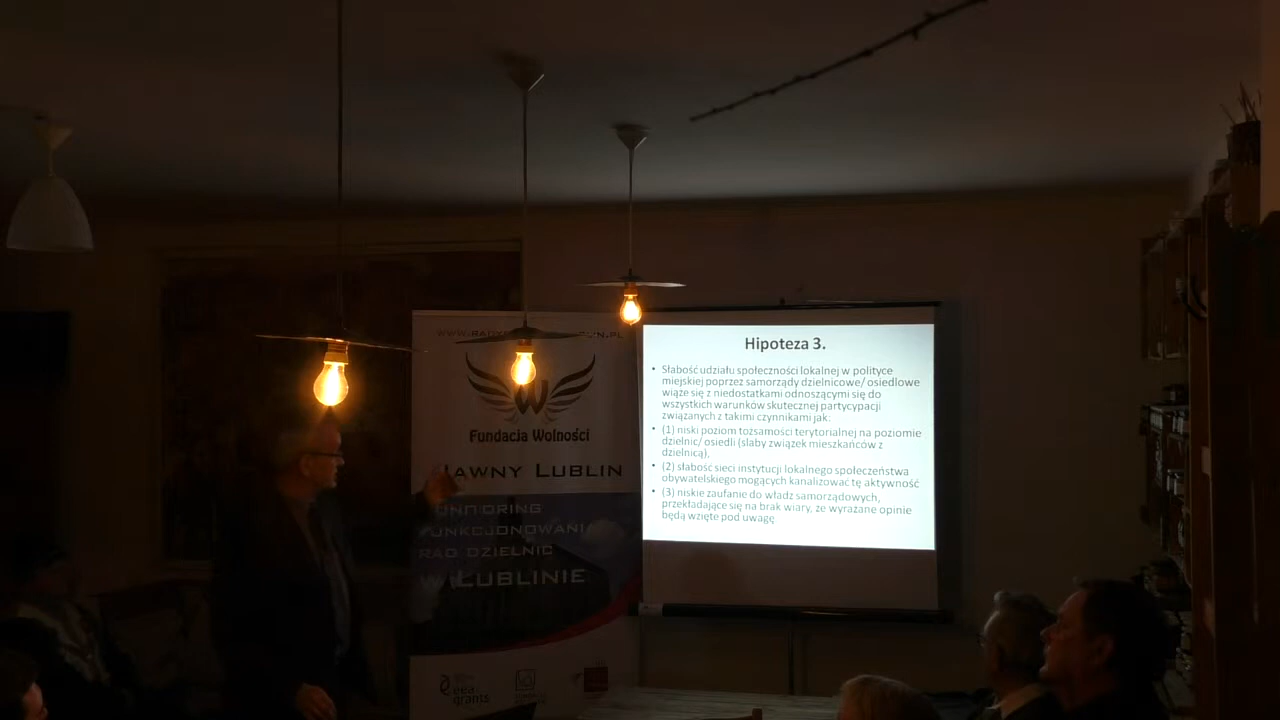 Fundacia Wolności
JAWNY LUBLIN
MONITORING
FUNKCJONOWANIA
RAD DZIELNIC
W LUBLINIE
eea
grants
Hipoteza 3.
• Słabość udziału społeczności lokalnej w polityce
miejskiej poprzez samorządy dzielnicowe/ osiedlowe
wiąże się z niedostatkami odnoszącymi się do
wszystkich warunków skutecznej partycypacji
związanych z takimi czynnikami jak:
• (1) niski poziom tożsamości terytorialnej na poziomie
dzielnic/ osiedli (słaby związek mieszkańców z
dzielnicą),
• (2) słabość sieci instytucji lokalnego społeczeństwa
obywatelskiego mogących kanalizować tę aktywność
• (3) niskie zaufanie do władz samorządowych,
przekładające się na brak wiary, że wyrażane opinie
będą wzięte pod uwagę